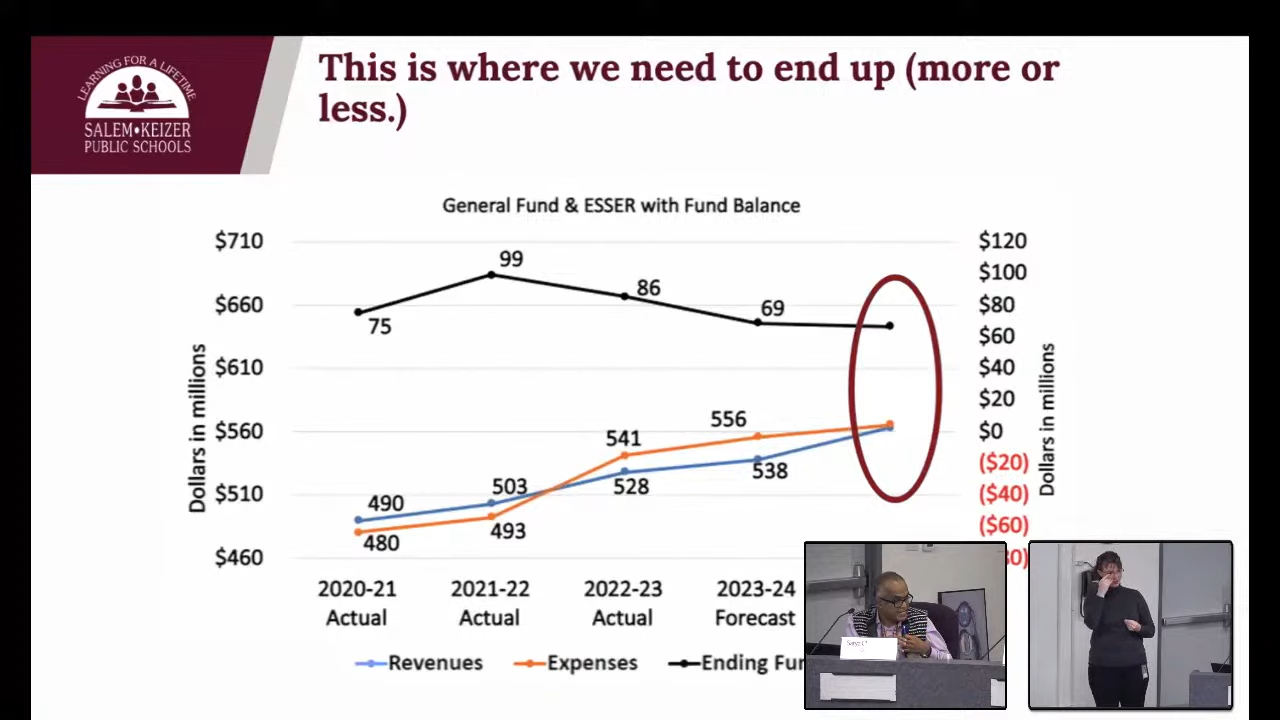 LEARNING FOR A LIFETIME
SALEM•KEIZER
PUBLIC SCHOOLS
This is where we need to end up (more or
less.)
General Fund & ESSER with Fund Balance
$710
$660
$610
$560
$510
$460
Dollars in millions
75
99
86
69
490
503
528
538
480
493
541
556
$120
$100
$80
$60
$40
$20
$0
($20)
($40)
($60)
Dollars in millions
2020-21
Actual
2021-22
Actual
2022-23
Actual
2023-24
Forecast
Revenues
Expenses
Ending